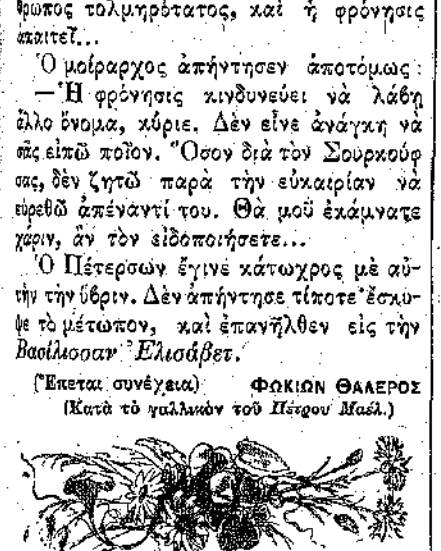 θρωπος τολμηρότατος, καὶ ἡ φρόνησις
ἀπαιτεῖ...
Ὁ μοίραρχος ἀπήντησεν ἀποτόμως :
—Ἡ φρόνησις κινδυνεύει νὰ λάβῃ
ἄλλο ὄνομα, κύριε. Δὲν εἶνε ἀνάγκη νὰ
σᾶς εἰπῶ ποῖον. Ὅσον διὰ τὸν Σουρκούφ
σας, δὲν ζητῶ παρὰ τὴν εὐκαιρίαν νὰ
εὑρεθῶ ἀπέναντί του. Θὰ μοῦ ἐκάμνατε
χάριν, ἂν τὸν εἰδοποιήσετε...
Ὁ Πέτερσων ἔγινε κάτωχρος μὲ αὐ-
τὴν τὴν ὕβριν. Δὲν ἀπήντησε τίποτε· ἔσκυ-
ψε τὸ μέτωπον, καὶ ἐπανῆλθεν εἰς τὴν
Βασίλισσαν Ἐλισάβετ.
(Ἕπεται συνέχεια) ΦΩΚΙΩΝ ΘΑΛΕΡΟΣ
(Κατὰ τὸ γαλλικὸν τοῦ Πέτρου Μαέλ.)